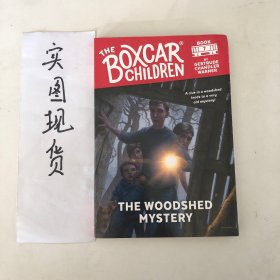 实图现货
THE
BOXCAR®
CHILDREN
BOOK
7
BY
GERTRUDE
CHANDLER
WARNER
A clue in a woodshed
leads to a very
old mystery!
THE WOODSHED
MYSTERY